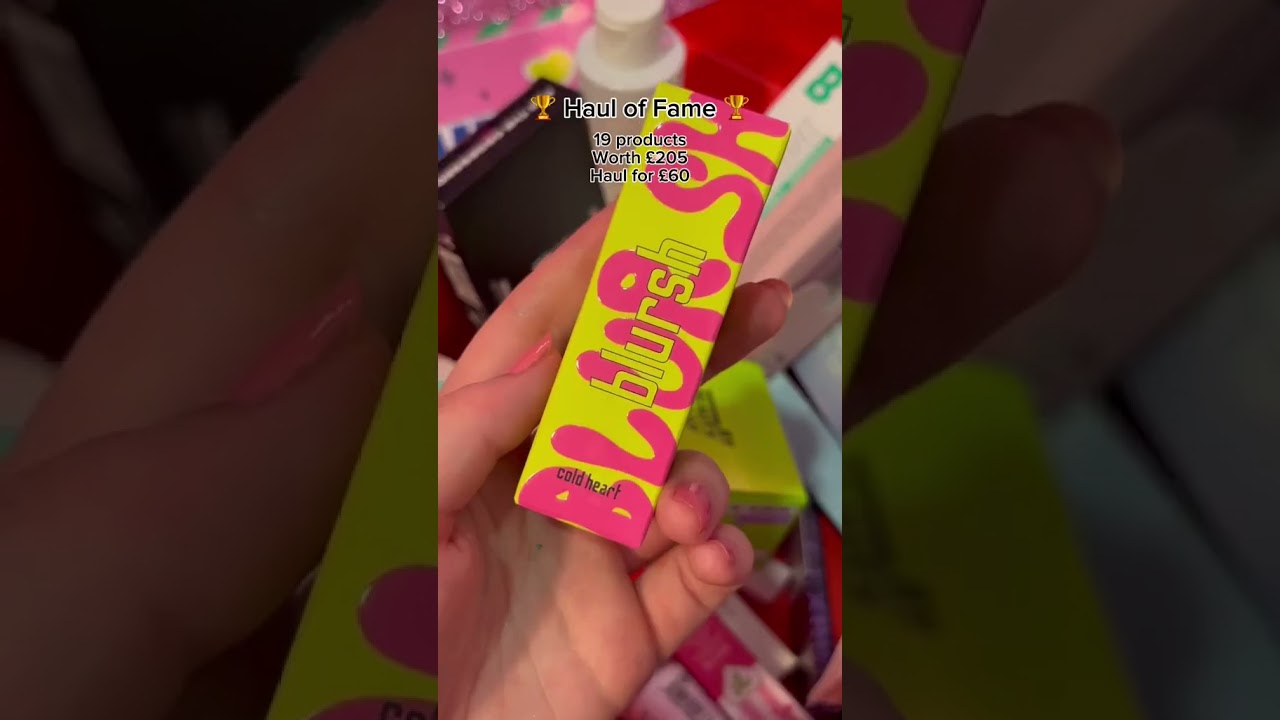 🏆 Haul of Fame 🏆
19 products
Worth £205
Haul for £60
B
BLURSH
blursh
cold heart